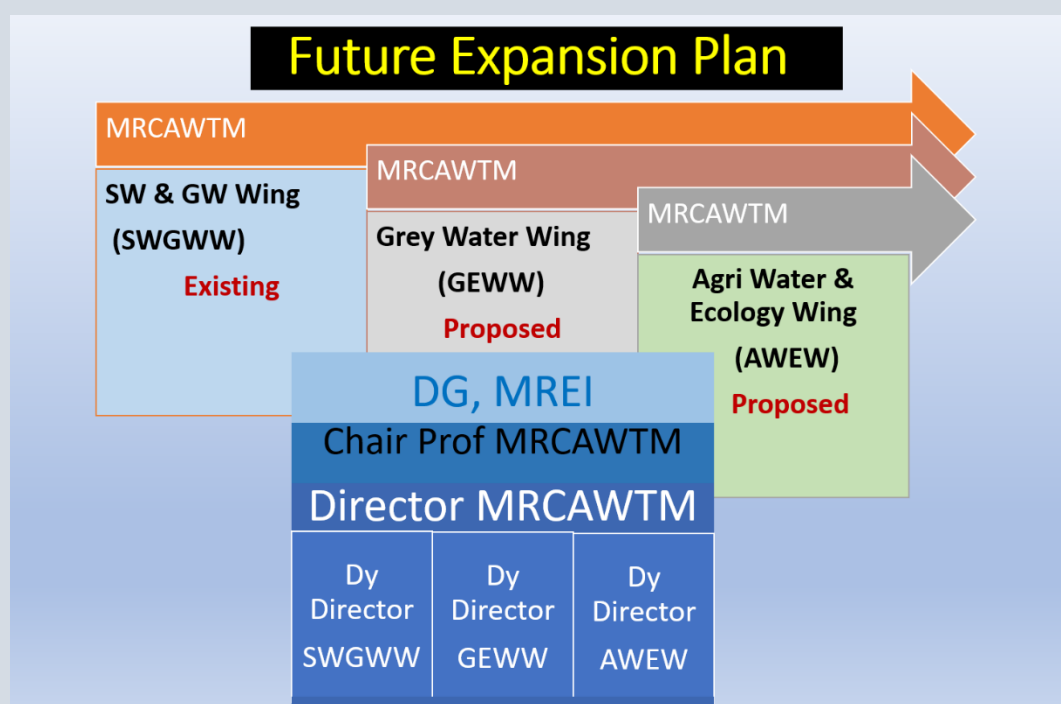 Future Expansion Plan
MRCAWTM
SW & GW Wing
(SWGWW)
Existing
MRCAWTM
Grey Water Wing
(GEWW)
Proposed
MRCAWTM
Agri Water &
Ecology Wing
(AWEW)
Proposed
DG, MREI
Chair Prof MRCAWTM
Director MRCAWTM
Dy
Director
SWGWW
Dy
Director
GEWW
Dy
Director
AWEW